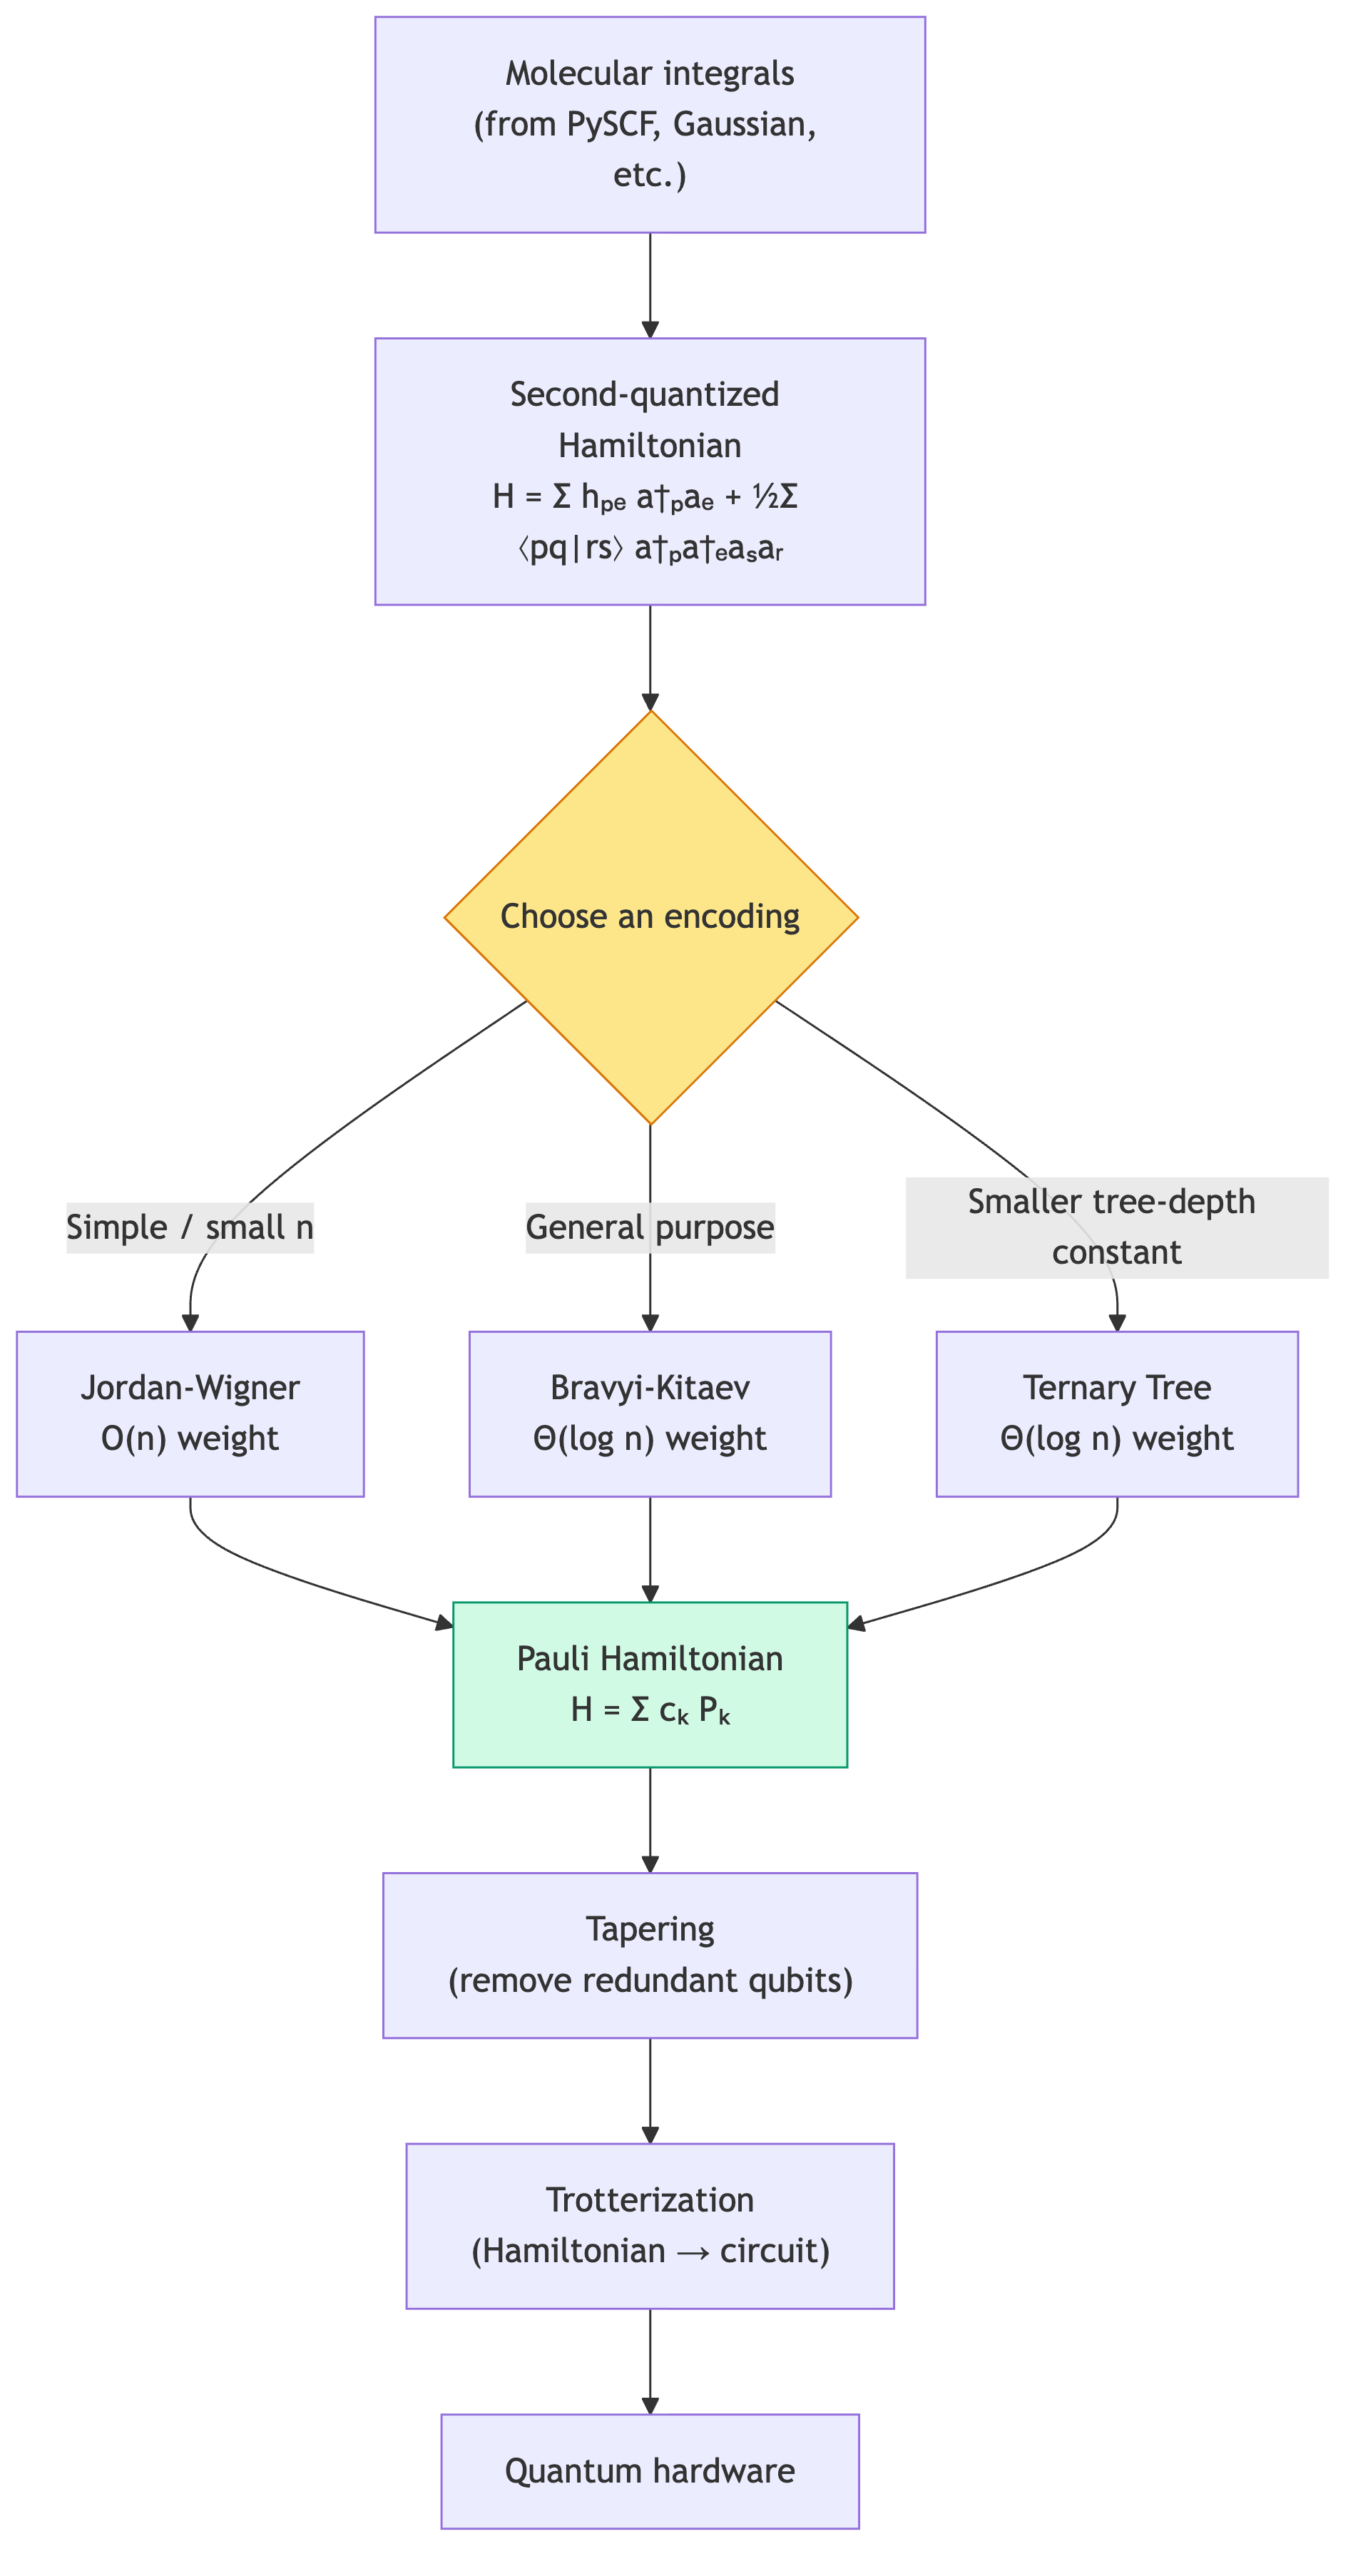 Molecular integrals
(from PySCF, Gaussian,
etc.)
Second-quantized
Hamiltonian
H = Σ hₚₑ a†ₚaₑ + ½Σ
⟨pq|rs⟩ a†ₚa†ₑaₛaᵣ
Choose an encoding
Simple / small n
General purpose
Smaller tree-depth
constant
Jordan-Wigner
O(n) weight
Bravyi-Kitaev
Θ(log n) weight
Ternary Tree
Θ(log n) weight
Pauli Hamiltonian
H = Σ cₖ Pₖ
Tapering
(remove redundant qubits)
Trotterization
(Hamiltonian → circuit)
Quantum hardware